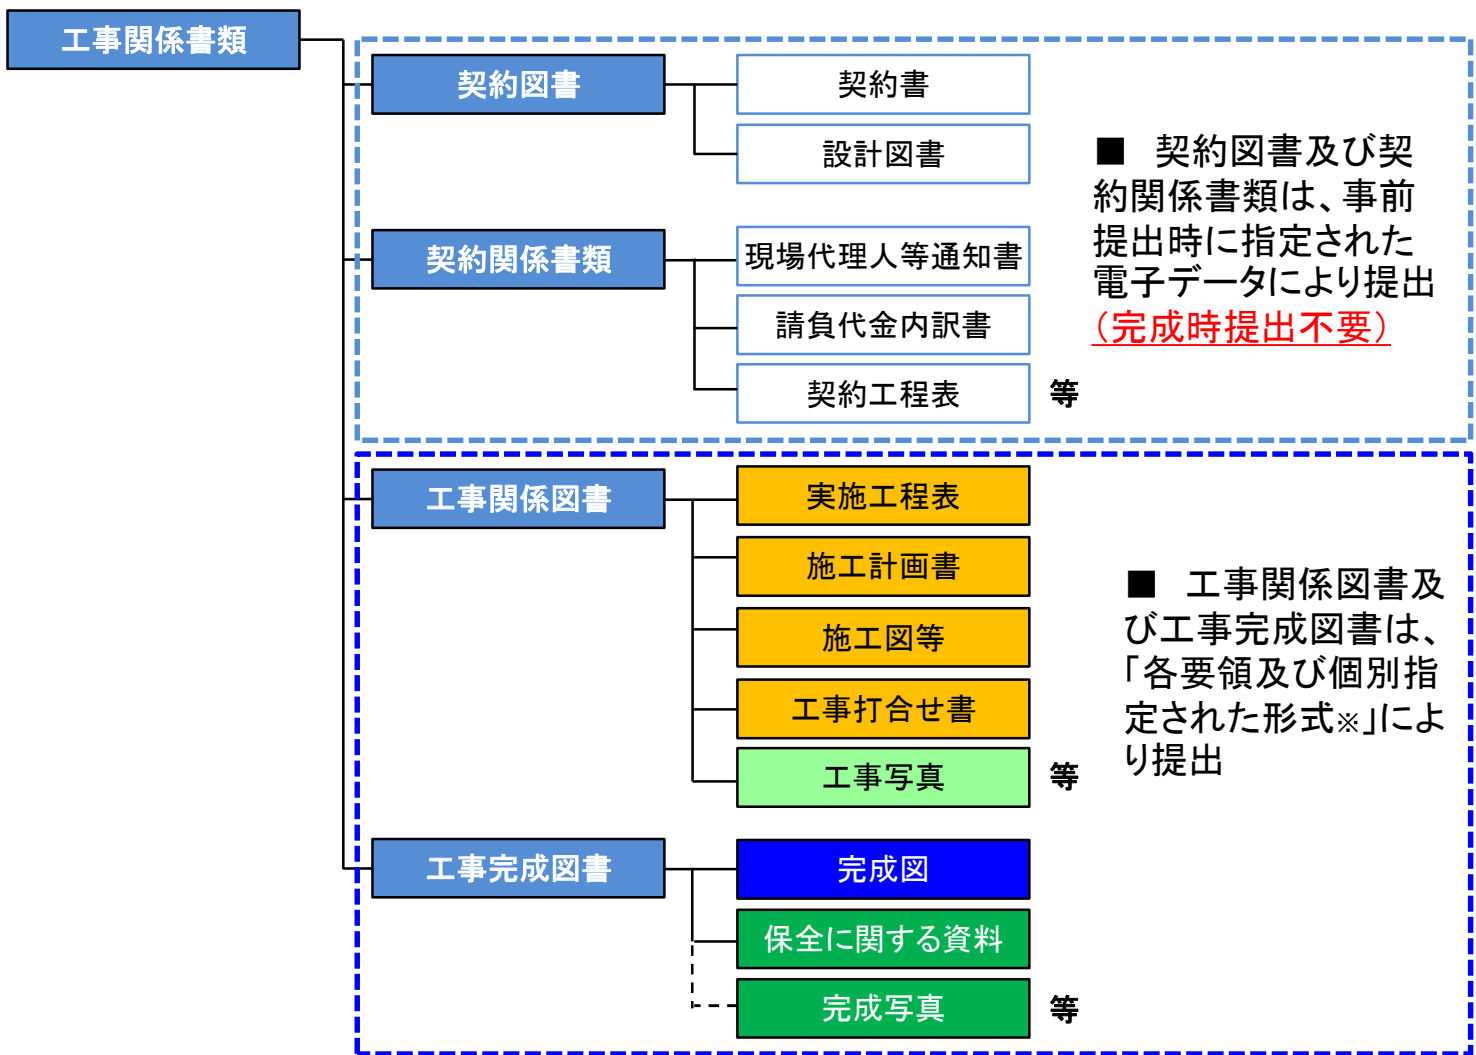 工事関係書類
契約図書
契約書
設計図書
契約関係書類
現場代理人等通知書
請負代金内訳書
契約工程表 等
■ 契約図書及び契
約関係書類は、事前
提出時に指定された
電子データにより提出
（完成時提出不要）
工事関係図書
実施工程表
施工計画書
施工図等
工事打合せ書
工事写真 等
■ 工事関係図書及
び工事完成図書は、
「各要領及び個別指
定された形式※」によ
り提出
工事完成図書
完成図
保全に関する資料
完成写真 等